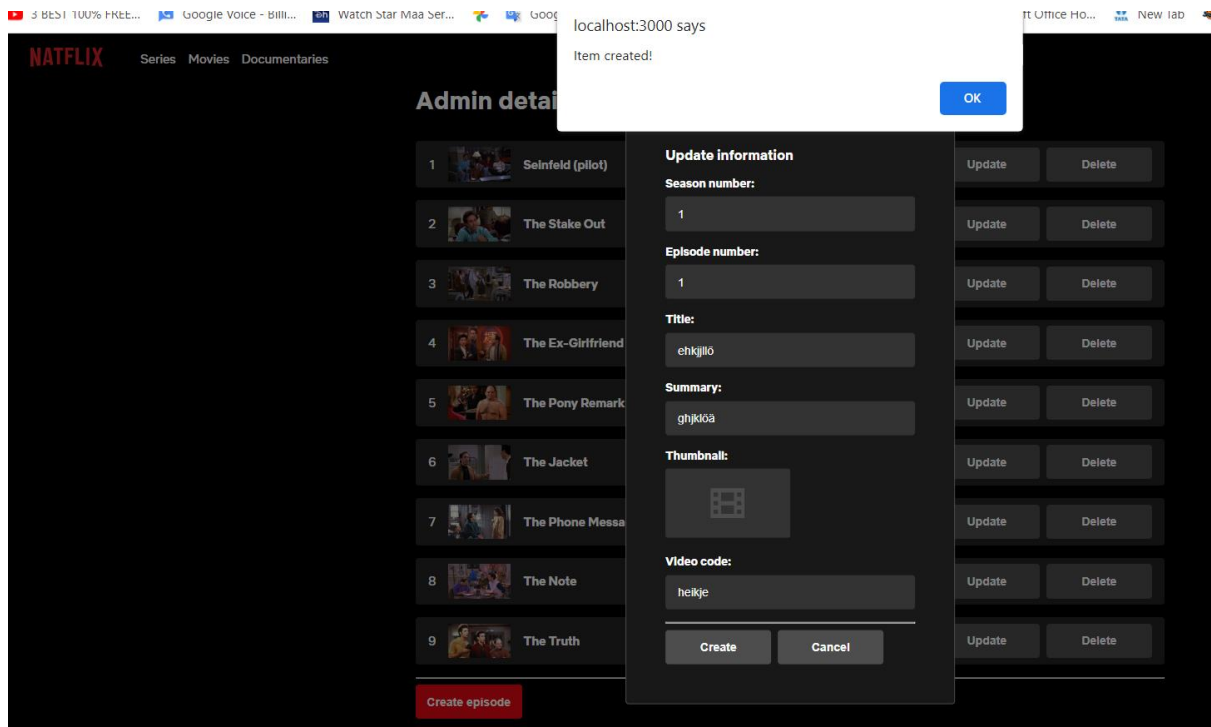 3 BEST 100% FREE... Google Voice - Billi... Watch Star Maa Ser... Goog ft Office Ho... New Tab
localhost:3000 says
Item created!
OK
NATFLIX Series Movies Documentaries
Admin detai
1 Seinfeld (pilot) Update Delete
2 The Stake Out Update Delete
3 The Robbery Update Delete
4 The Ex-Girlfriend Update Delete
5 The Pony Remark Update Delete
6 The Jacket Update Delete
7 The Phone Messa Update Delete
8 The Note Update Delete
9 The Truth Update Delete
Create episode
Update information
Season number:
1
Episode number:
1
Title:
ehkjjllö
Summary:
ghjklöä
Thumbnail:
Video code:
heikje
Create Cancel